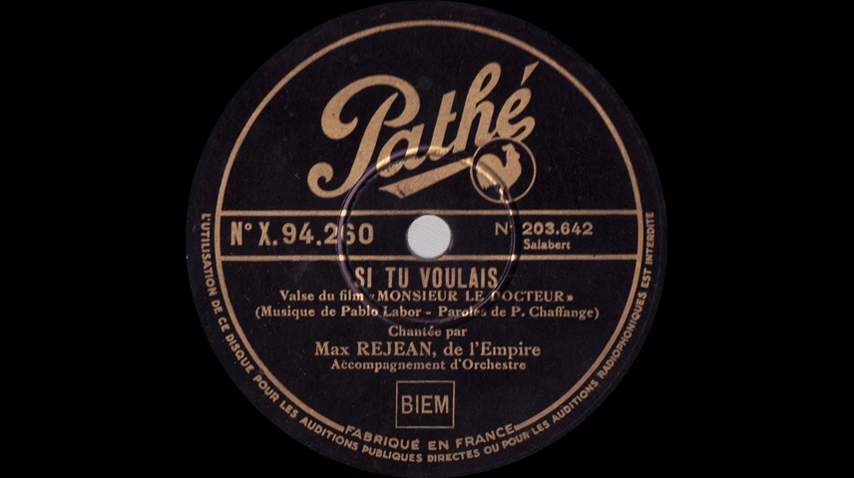 Pathé
Nº X.94.260
Nº 203.642
Salabert
SI TU VOULAIS
Valse du film «MONSIEUR LE DOCTEUR»
(Musique de Pablo Labor - Paroles de P. Chaffange)
Chantée par
Max REJEAN, de l'Empire
Accompagnement d'Orchestre
BIEM
FABRIQUÉ EN FRANCE
L'UTILISATION DE CE DISQUE POUR LES AUDITIONS PUBLIQUES DIRECTES OU POUR LES AUDITIONS RADIOPHONIQUES EST INTERDITE